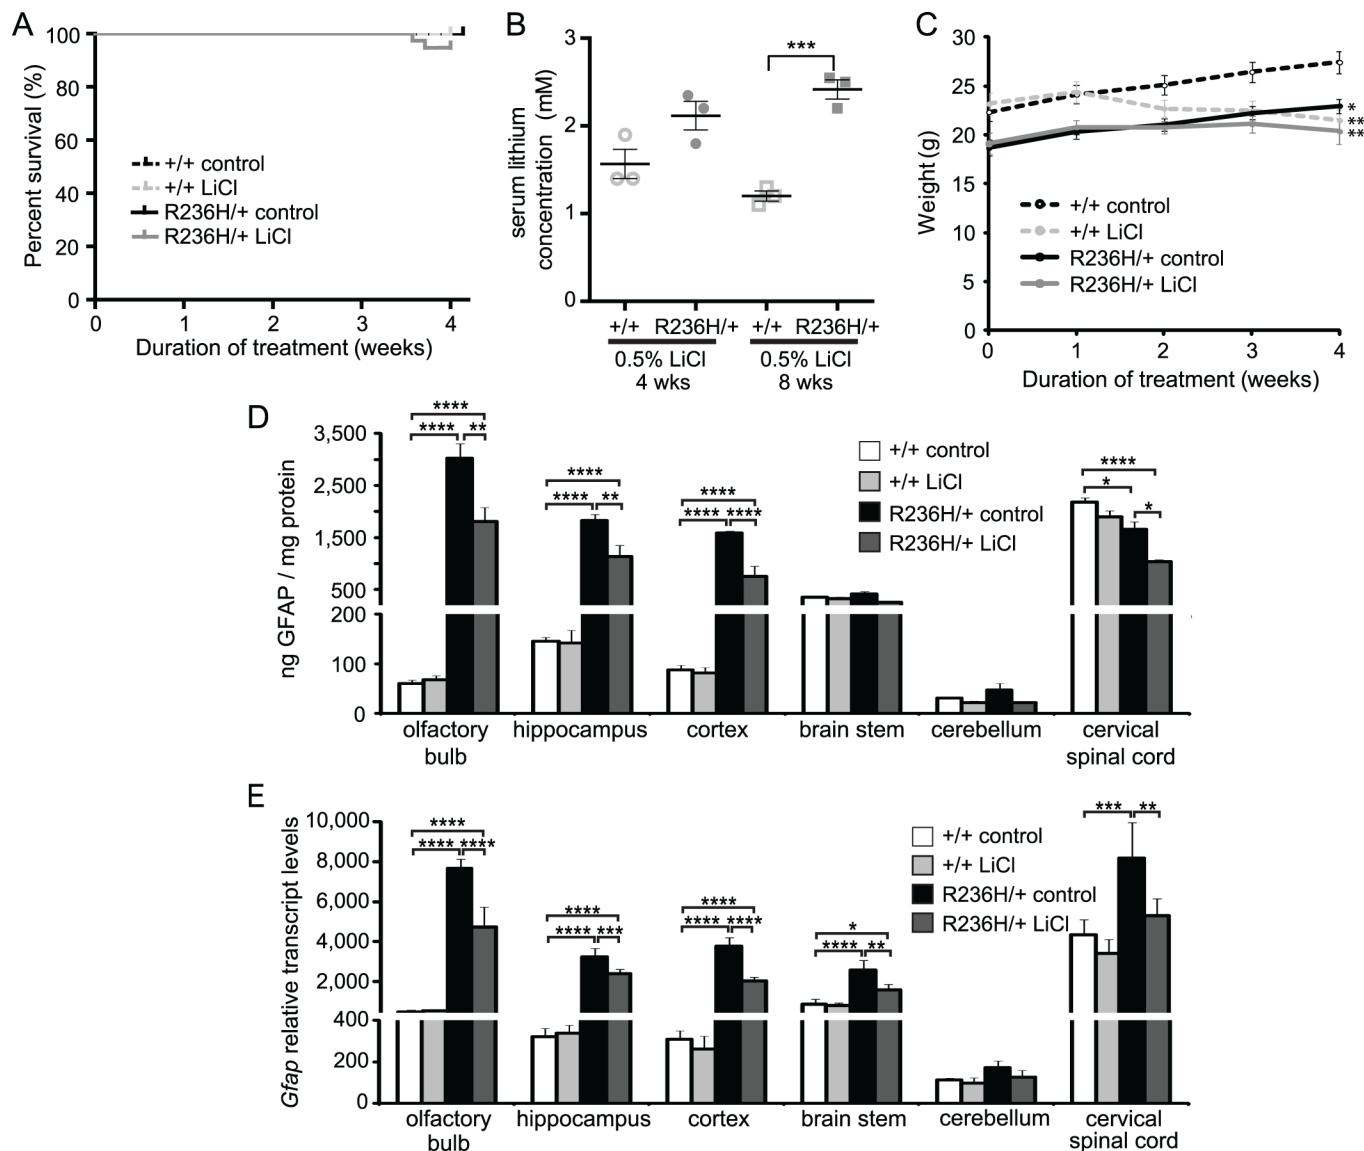 A
Percent survival (%)
100
80
60
40
20
0
+/+ control
+/+ LiCl
R236H/+ control
R236H/+ LiCl
0 1 2 3 4
Duration of treatment (weeks)
B
serum lithium
concentration (mM)
3
2
1
0
***
+/+ R236H/+ +/+ R236H/+
0.5% LiCl 0.5% LiCl
4 wks 8 wks
C
Weight (g)
30
25
20
15
10
5
0
*
**
**
+/+ control
+/+ LiCl
R236H/+ control
R236H/+ LiCl
0 1 2 3 4
Duration of treatment (weeks)
D
ng GFAP / mg protein
3,500
2,500
1,500
500
200
100
0
****
**** **
****
**** **
****
**** ****
****
*
*
+/+ control
+/+ LiCl
R236H/+ control
R236H/+ LiCl
olfactory hippocampus cortex brain stem cerebellum cervical
bulb spinal cord
E
Gfap relative transcript levels
10,000
8,000
6,000
4,000
2,000
400
200
0
****
**** ****
****
**** ***
****
**** ****
*
**** **
*** **
+/+ control
+/+ LiCl
R236H/+ control
R236H/+ LiCl
olfactory hippocampus cortex brain stem cerebellum cervical
bulb spinal cord